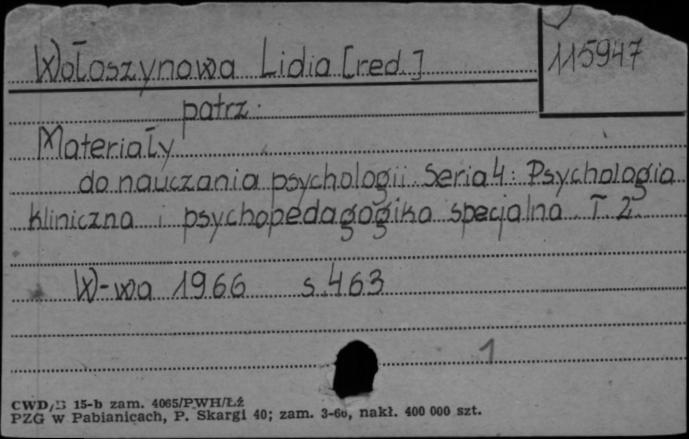 Wołoszynowa Lidia [red.]
115947
patrz:
Materiały
do nauczania psychologii. Seria 4: Psychologia
kliniczna i psychopedagogika specjalna. T. 2.
W-wa 1966 s. 463
1
CWD/B 15-b zam. 4065/PWH/Łż
PZG w Pabianicach, P. Skargi 40; zam. 3-60, nakł. 400 000 szt.